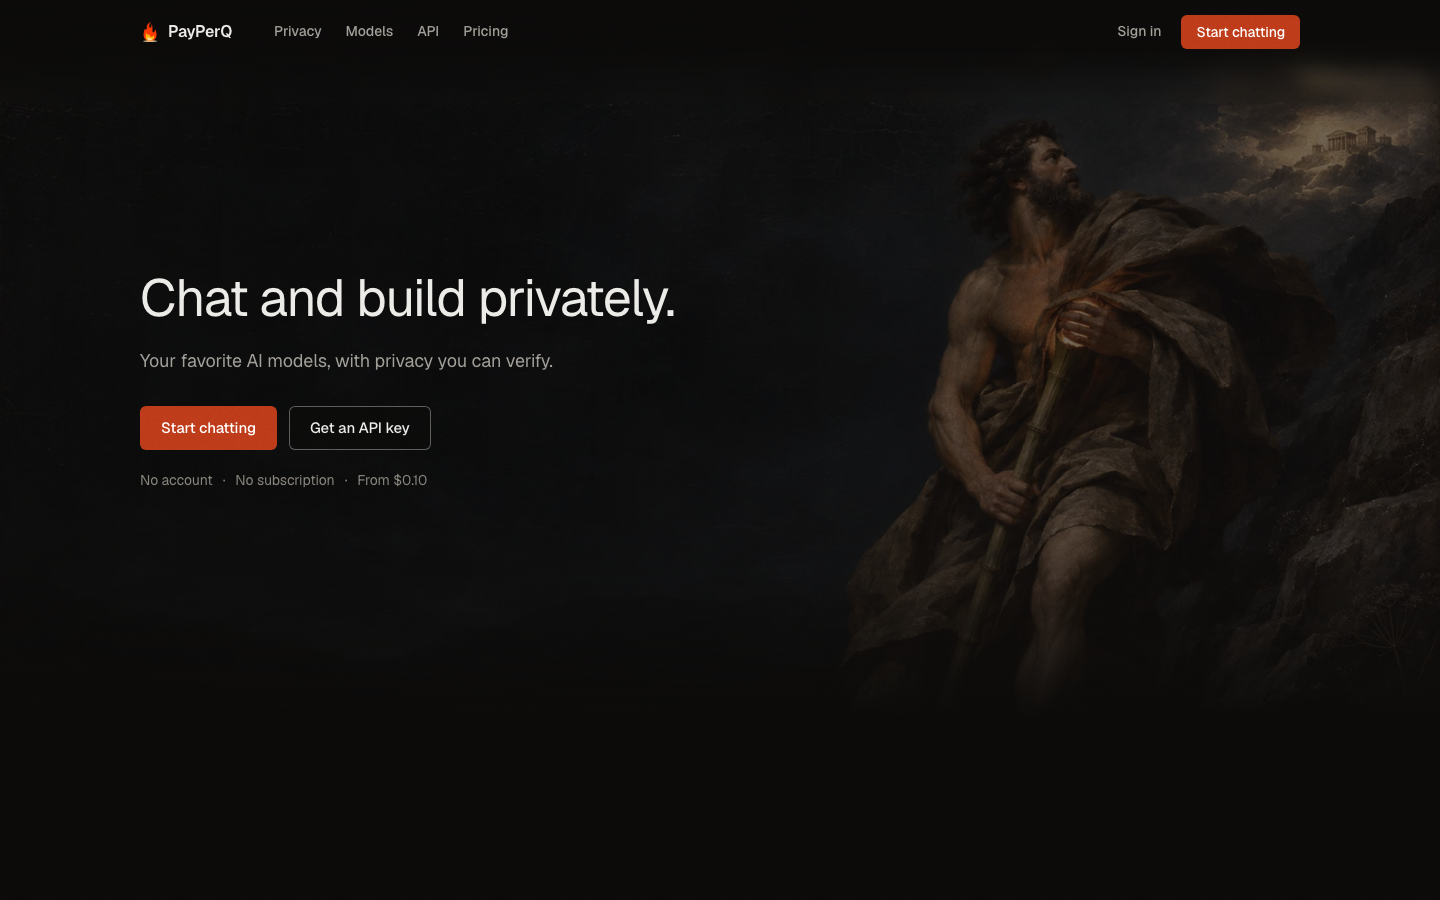 PayPerQ Privacy Models API Pricing Sign in Start chatting
Chat and build privately.
Your favorite AI models, with privacy you can verify.
Start chatting Get an API key
No account · No subscription · From $0.10